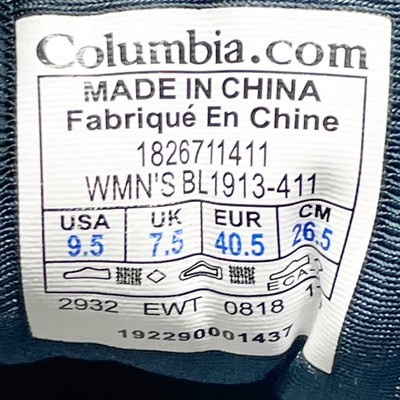 Columbia.com
MADE IN CHINA
Fabriqué En Chine
1826711411
WMN'S BL1913-411
USA UK EUR CM
9.5 7.5 40.5 26.5
2932 EWT 0818
192290001437